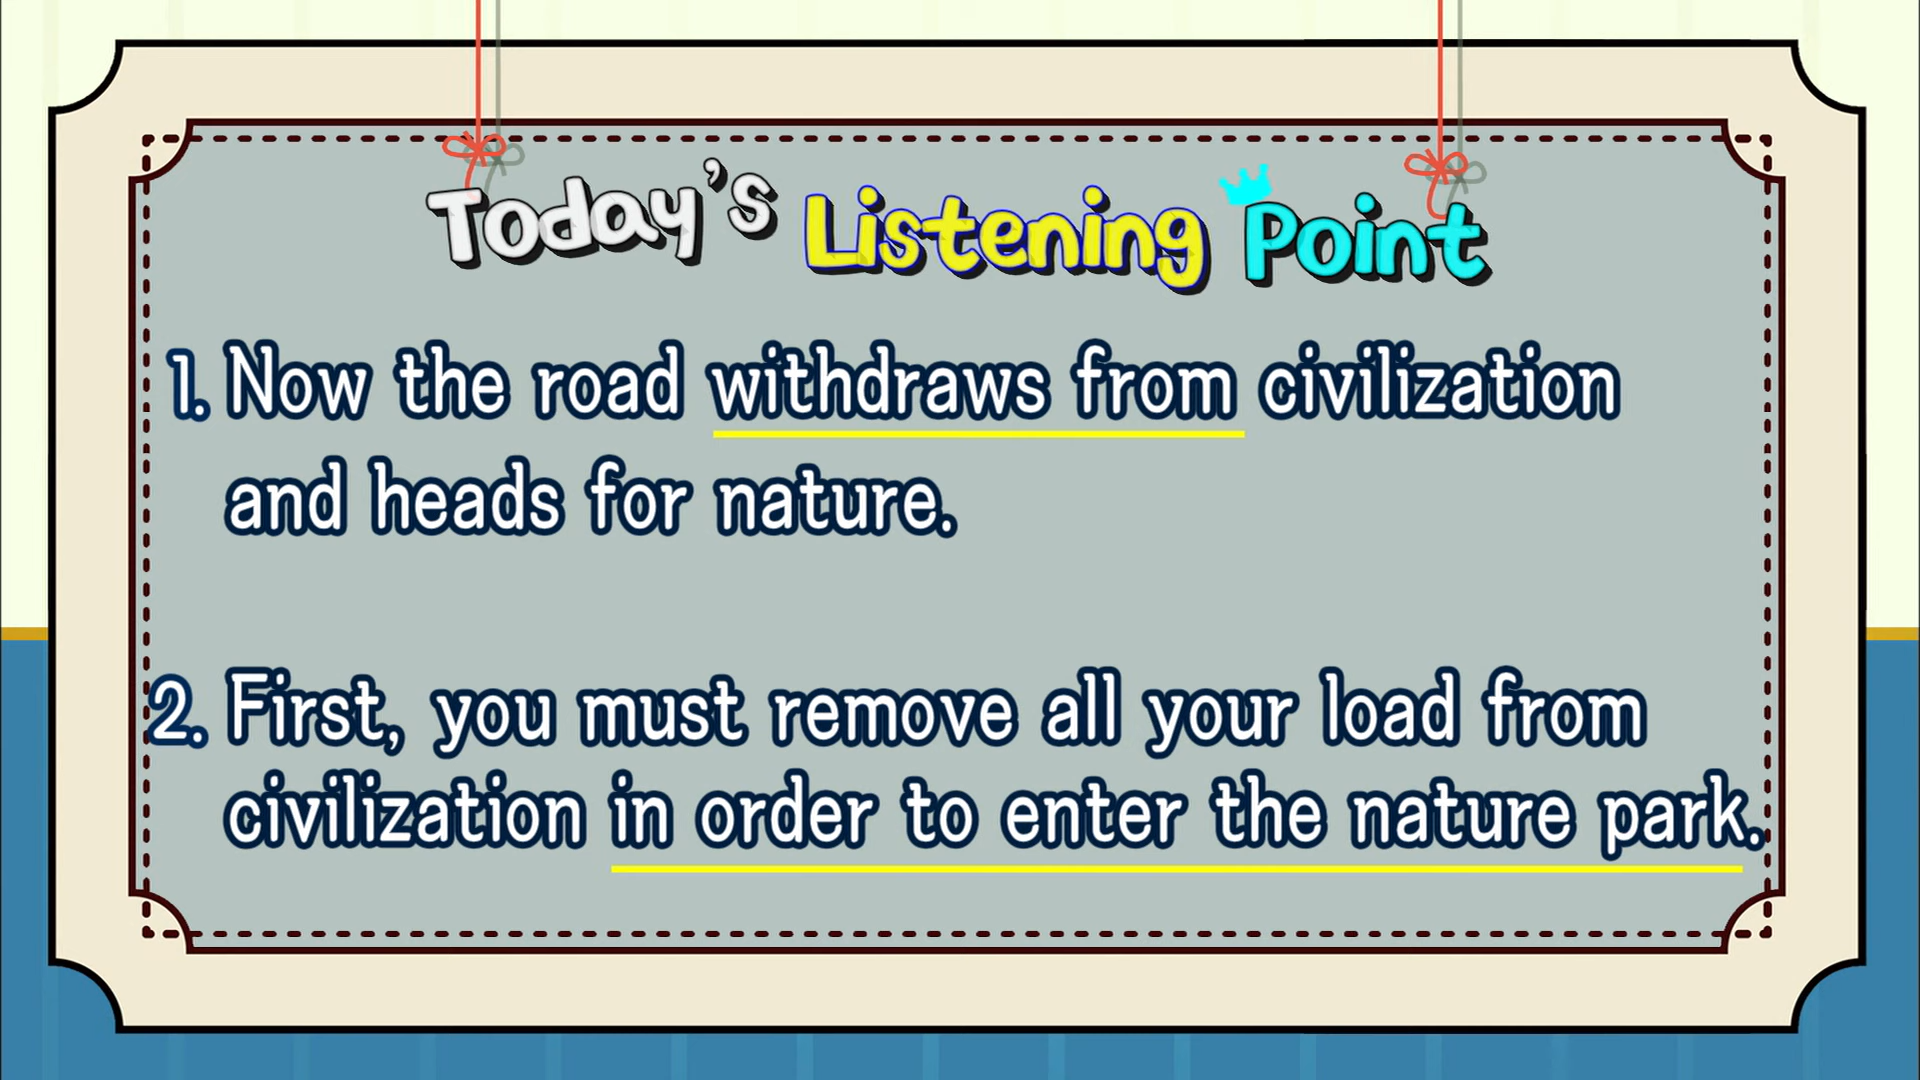 Today's Listening Point
1. Now the road withdraws from civilization
and heads for nature.
2. First, you must remove all your load from
civilization in order to enter the nature park.